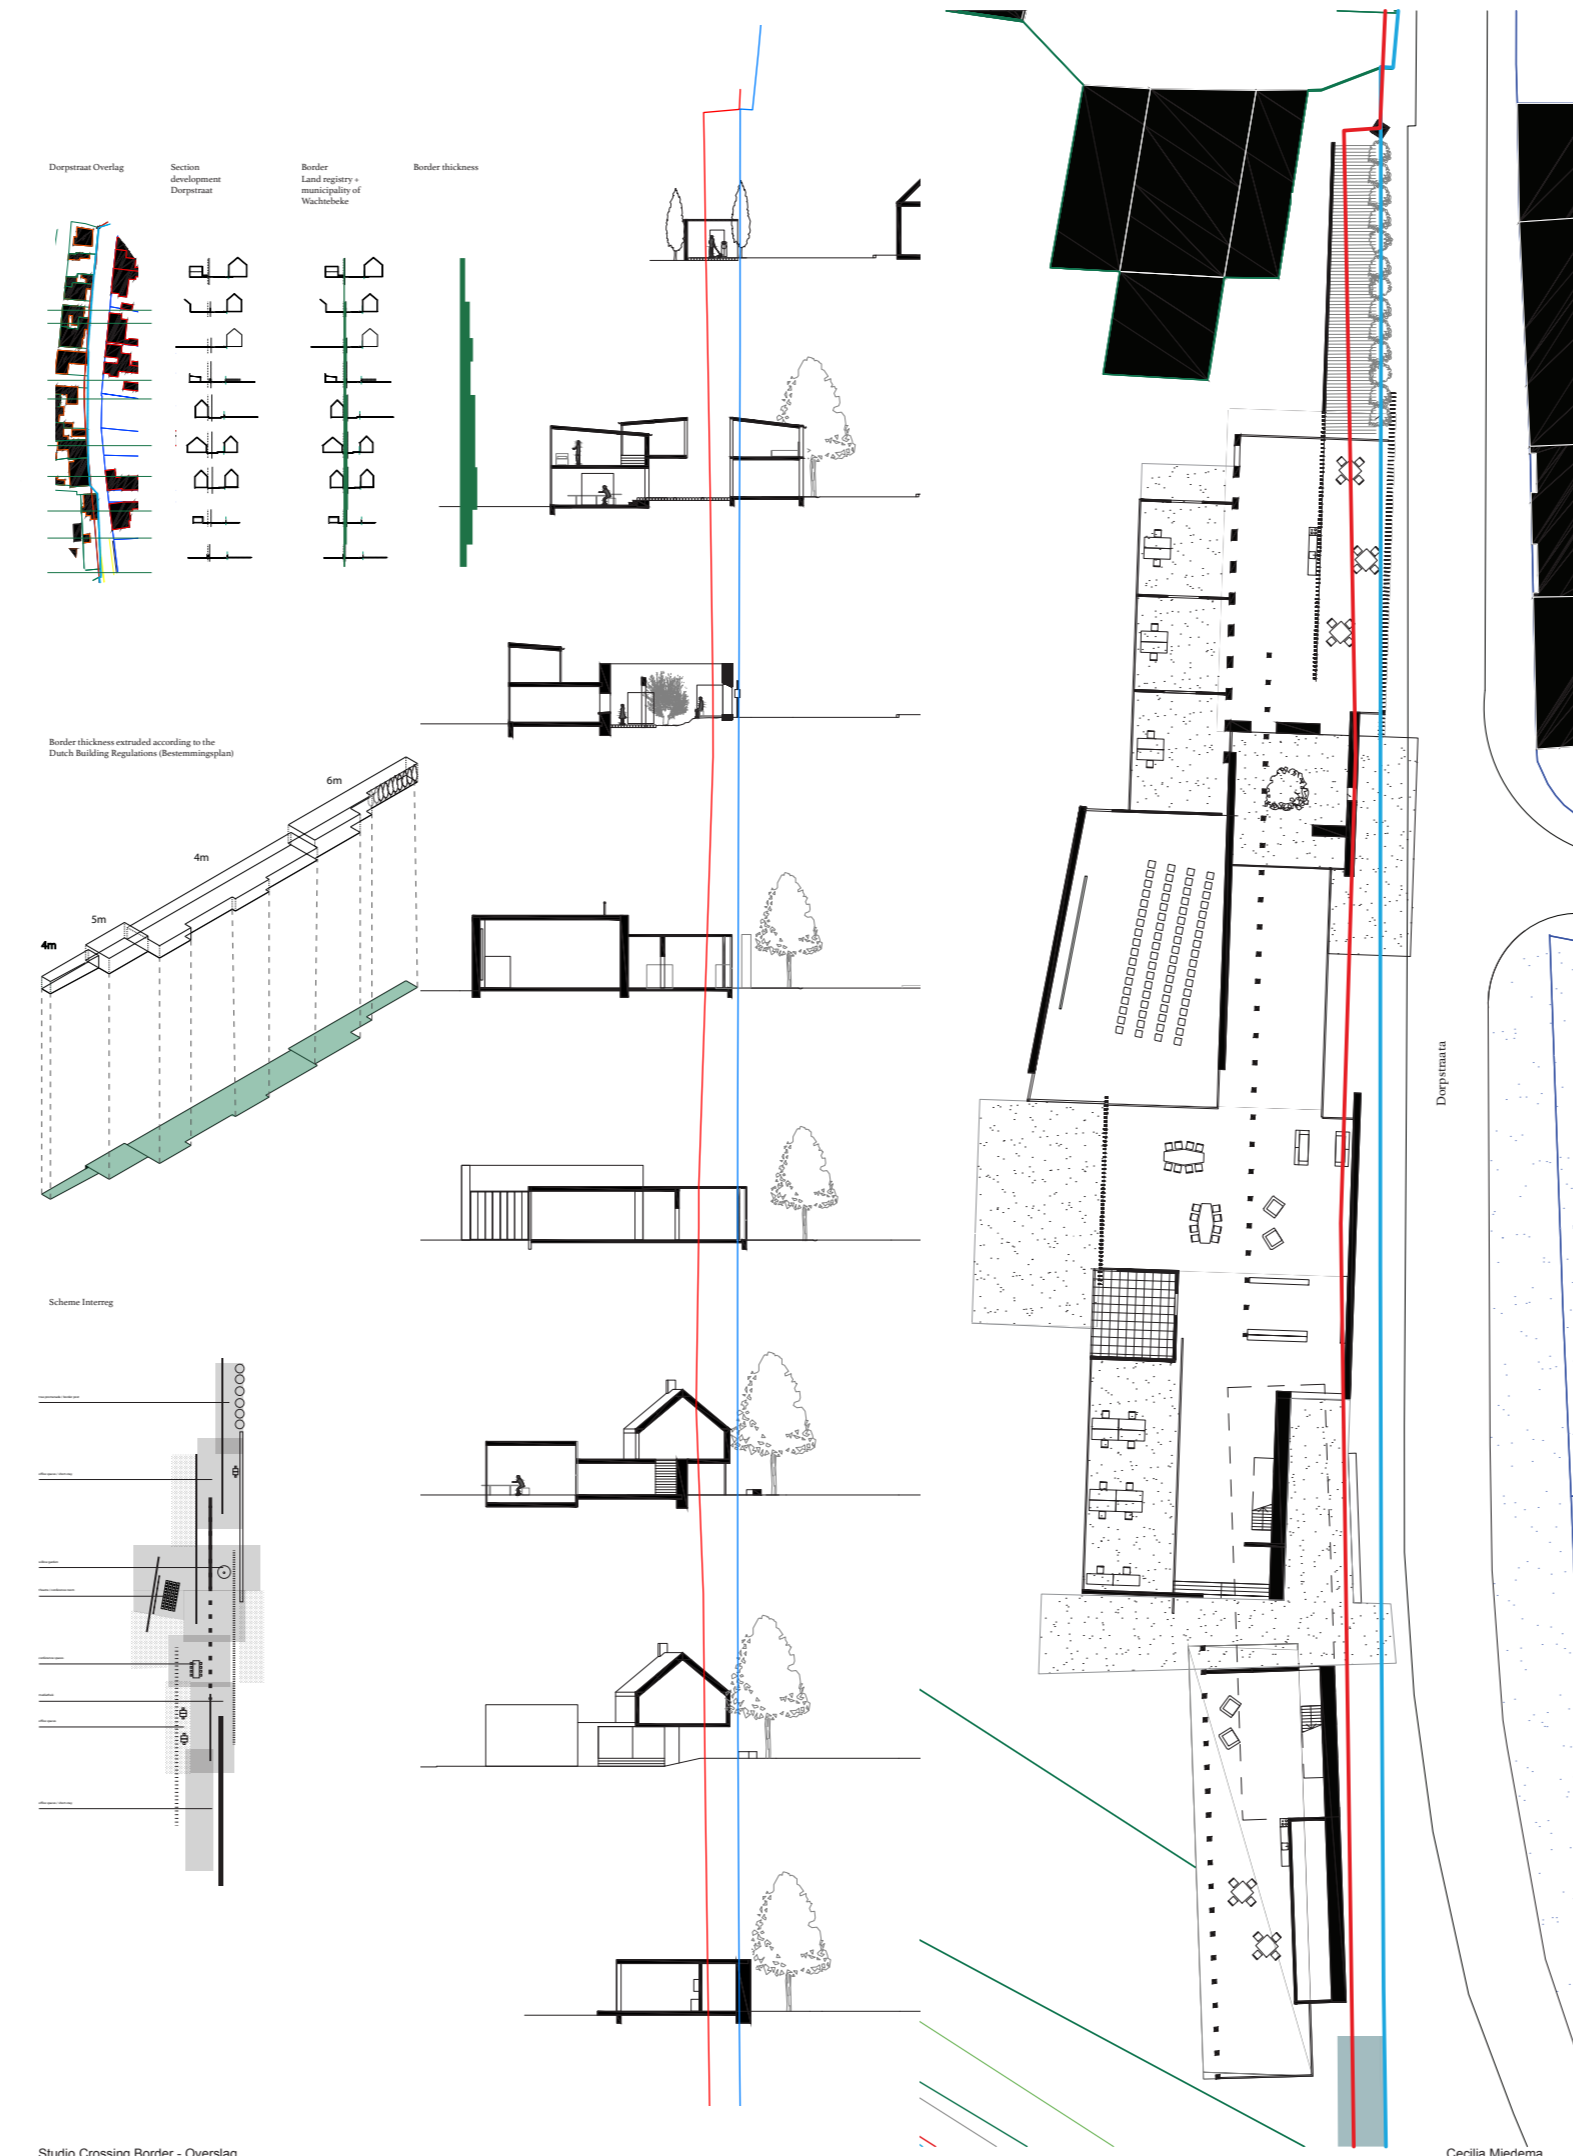 Dorpstraat Overlag
Section
development
Dorpstraat
Border
Land registry +
municipality of
Wachtebeke
Border thickness
Border thickness extruded according to the
Dutch Building Regulations (Bestemmingsplan)
6m
4m
5m
4m
Scheme Interreg
Dorpstraata
Studio Crossing Border - Overslag
Cecilia Miedema